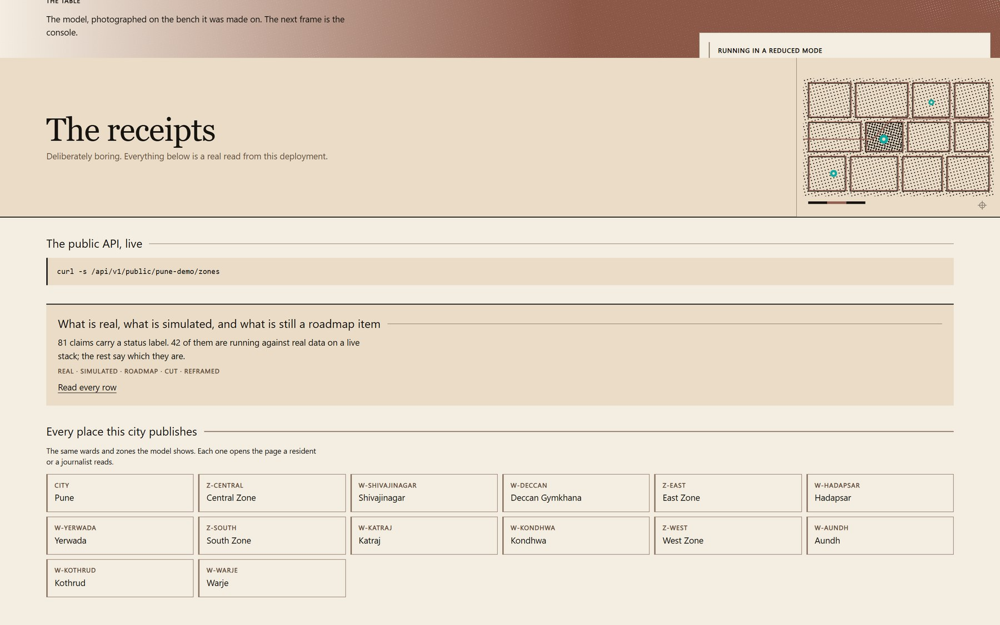 THE TABLE
The model, photographed on the bench it was made on. The next frame is the
console.
RUNNING IN A REDUCED MODE
The receipts
Deliberately boring. Everything below is a real read from this deployment.
The public API, live
curl -s /api/v1/public/pune-demo/zones
What is real, what is simulated, and what is still a roadmap item
81 claims carry a status label. 42 of them are running against real data on a live
stack; the rest say which they are.
REAL · SIMULATED · ROADMAP · CUT · REFRAMED
Read every row
Every place this city publishes
The same wards and zones the model shows. Each one opens the page a resident
or a journalist reads.
CITY
Pune
Z-CENTRAL
Central Zone
W-SHIVAJINAGAR
Shivajinagar
W-DECCAN
Deccan Gymkhana
Z-EAST
East Zone
W-HADAPSAR
Hadapsar
W-YERWADA
Yerwada
Z-SOUTH
South Zone
W-KATRAJ
Katraj
W-KONDHWA
Kondhwa
Z-WEST
West Zone
W-AUNDH
Aundh
W-KOTHRUD
Kothrud
W-WARJE
Warje